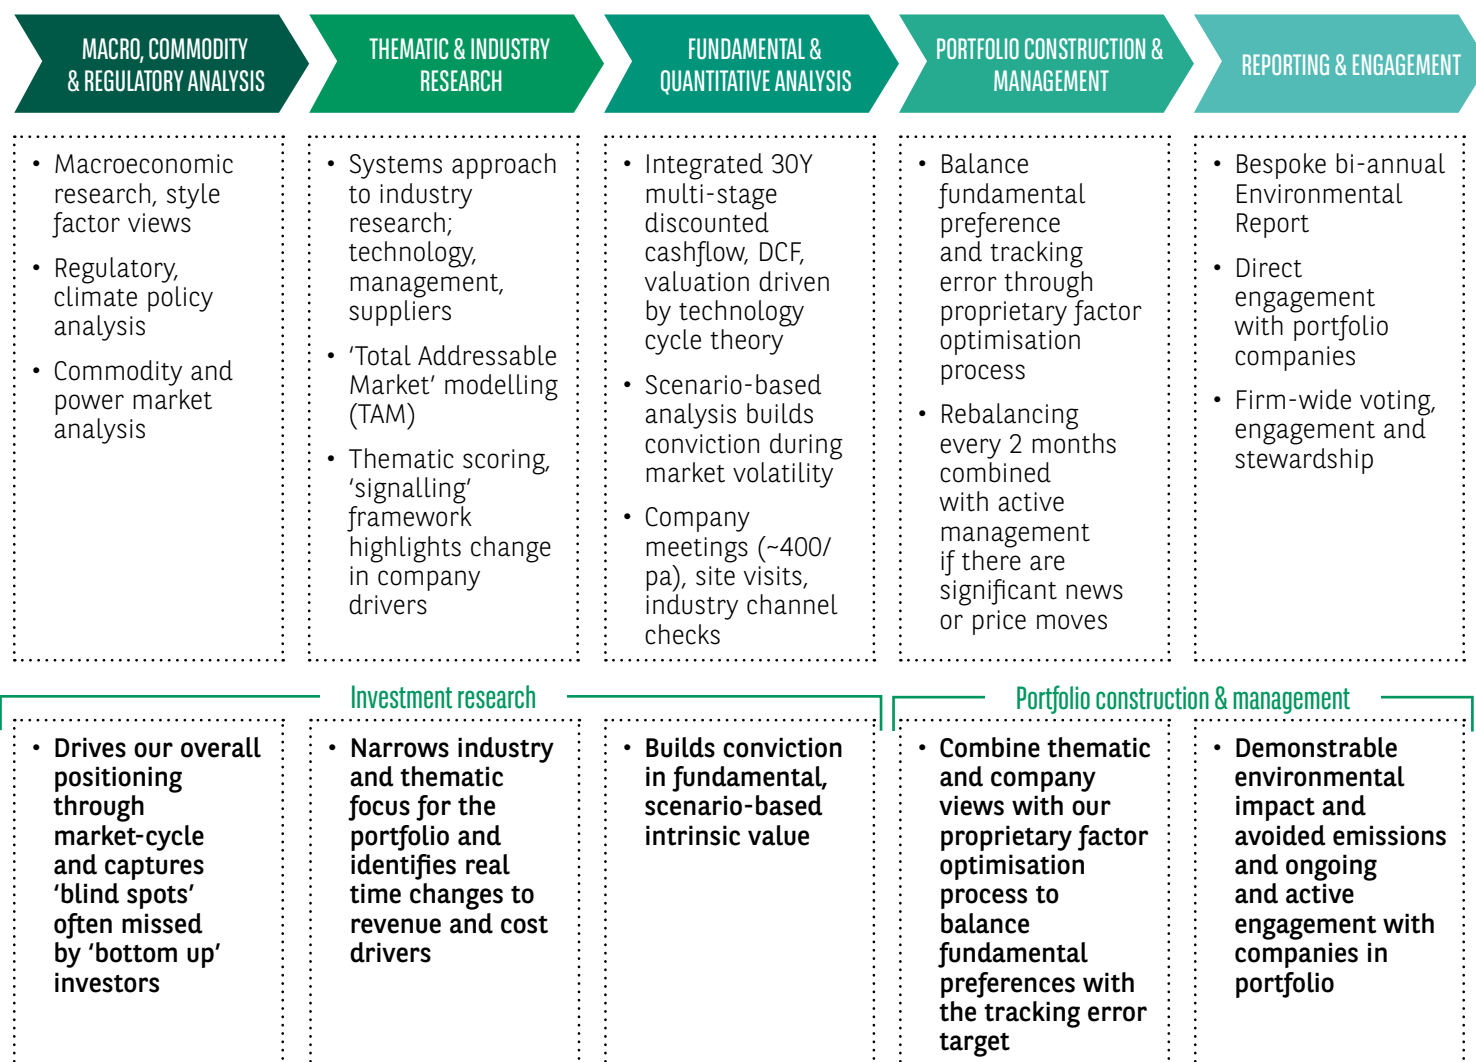 MACRO, COMMODITY
& REGULATORY ANALYSIS
THEMATIC & INDUSTRY
RESEARCH
FUNDAMENTAL &
QUANTITATIVE ANALYSIS
PORTFOLIO CONSTRUCTION &
MANAGEMENT
REPORTING & ENGAGEMENT
• Macroeconomic
research, style
factor views
• Regulatory,
climate policy
analysis
• Commodity and
power market
analysis
• Systems approach
to industry
research;
technology,
management,
suppliers
• ‘Total Addressable
Market’ modelling
(TAM)
• Thematic scoring,
‘signalling’
framework
highlights change
in company
drivers
• Integrated 30Y
multi-stage
discounted
cashflow, DCF,
valuation driven
by technology
cycle theory
• Scenario-based
analysis builds
conviction during
market volatility
• Company
meetings (~400/
pa), site visits,
industry channel
checks
• Balance
fundamental
preference
and tracking
error through
proprietary factor
optimisation
process
• Rebalancing
every 2 months
combined
with active
management
if there are
significant news
or price moves
• Bespoke bi-annual
Environmental
Report
• Direct
engagement
with portfolio
companies
• Firm-wide voting,
engagement and
stewardship
Investment research
Portfolio construction & management
• Drives our overall
positioning
through
market-cycle
and captures
‘blind spots’
often missed
by ‘bottom up’
investors
• Narrows industry
and thematic
focus for the
portfolio and
identifies real
time changes to
revenue and cost
drivers
• Builds conviction
in fundamental,
scenario-based
intrinsic value
• Combine thematic
and company
views with our
proprietary factor
optimisation
process to
balance
fundamental
preferences with
the tracking error
target
• Demonstrable
environmental
impact and
avoided emissions
and ongoing
and active
engagement with
companies in
portfolio